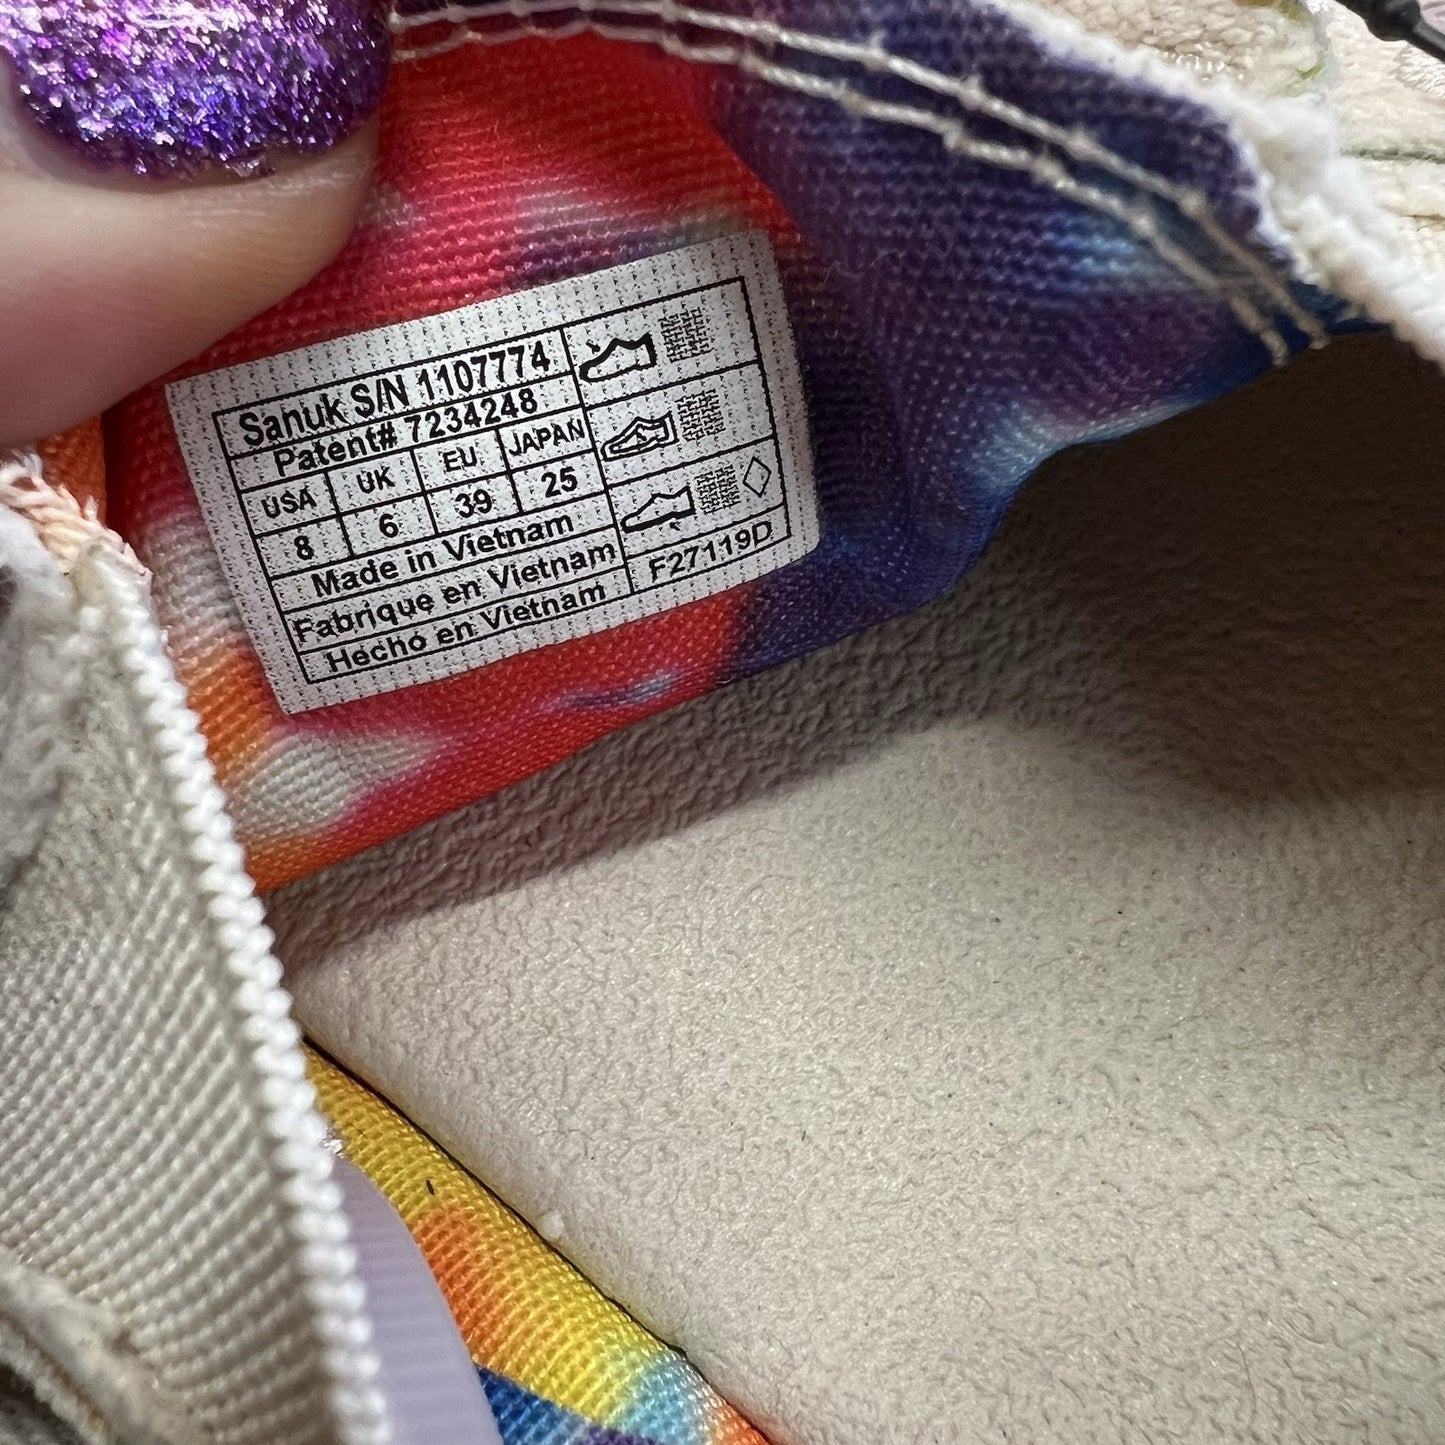 Sanuk S/N 1107774
Patent# 7234248
USA UK EU JAPAN
8 6 39 25
Made in Vietnam
Fabrique en Vietnam
Hecho en Vietnam
F27119D